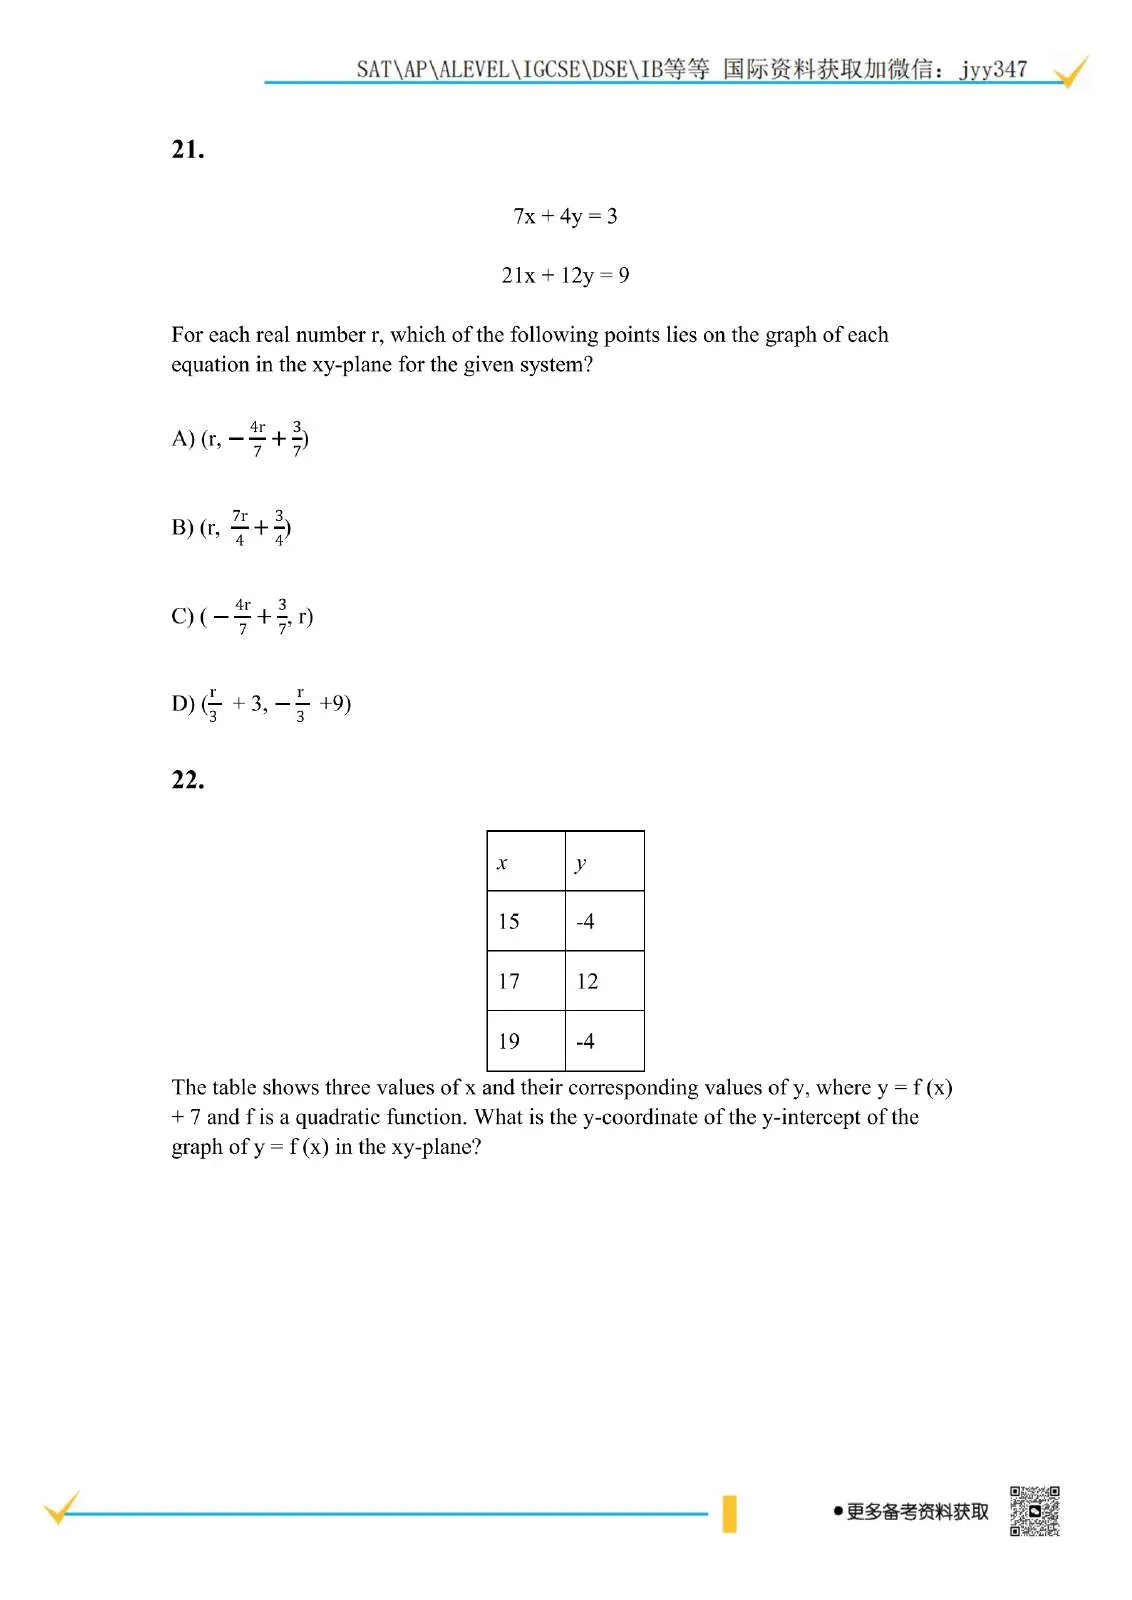 SAT\AP\ALEVEL\IGCSE\DSE\IB等等 国际资料获取加微信：jyy347
21.
7x + 4y = 3
21x + 12y = 9
For each real number r, which of the following points lies on the graph of each
equation in the xy-plane for the given system?
A) (r, −4r/7 + 3/7)
B) (r, 7r/4 + 3/4)
C) ( −4r/7 + 3/7, r)
D) (r/3 + 3, −r/3 +9)
22.
x y
15 -4
17 12
19 -4
The table shows three values of x and their corresponding values of y, where y = f (x)
+ 7 and f is a quadratic function. What is the y-coordinate of the y-intercept of the
graph of y = f (x) in the xy-plane?
●更多备考资料获取